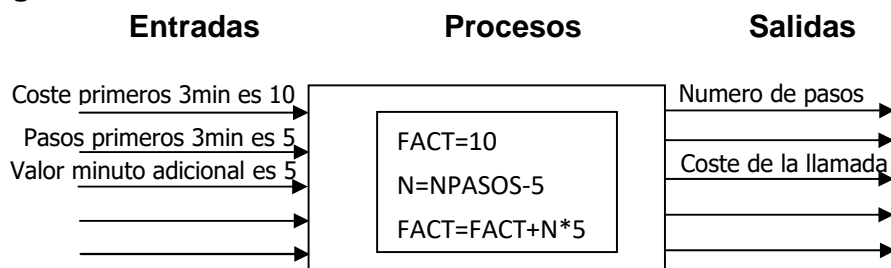 Entradas Procesos Salidas
Coste primeros 3min es 10
Pasos primeros 3min es 5
Valor minuto adicional es 5
FACT=10
N=NPASOS-5
FACT=FACT+N*5
Numero de pasos
Coste de la llamada